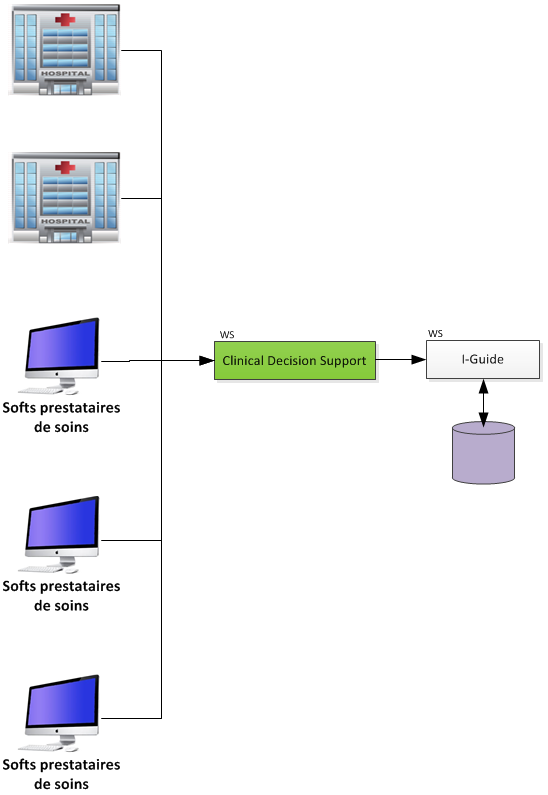 HOSPITAL
HOSPITAL
WS
Clinical Decision Support
WS
I-Guide
Softs prestataires
de soins
Softs prestataires
de soins
Softs prestataires
de soins